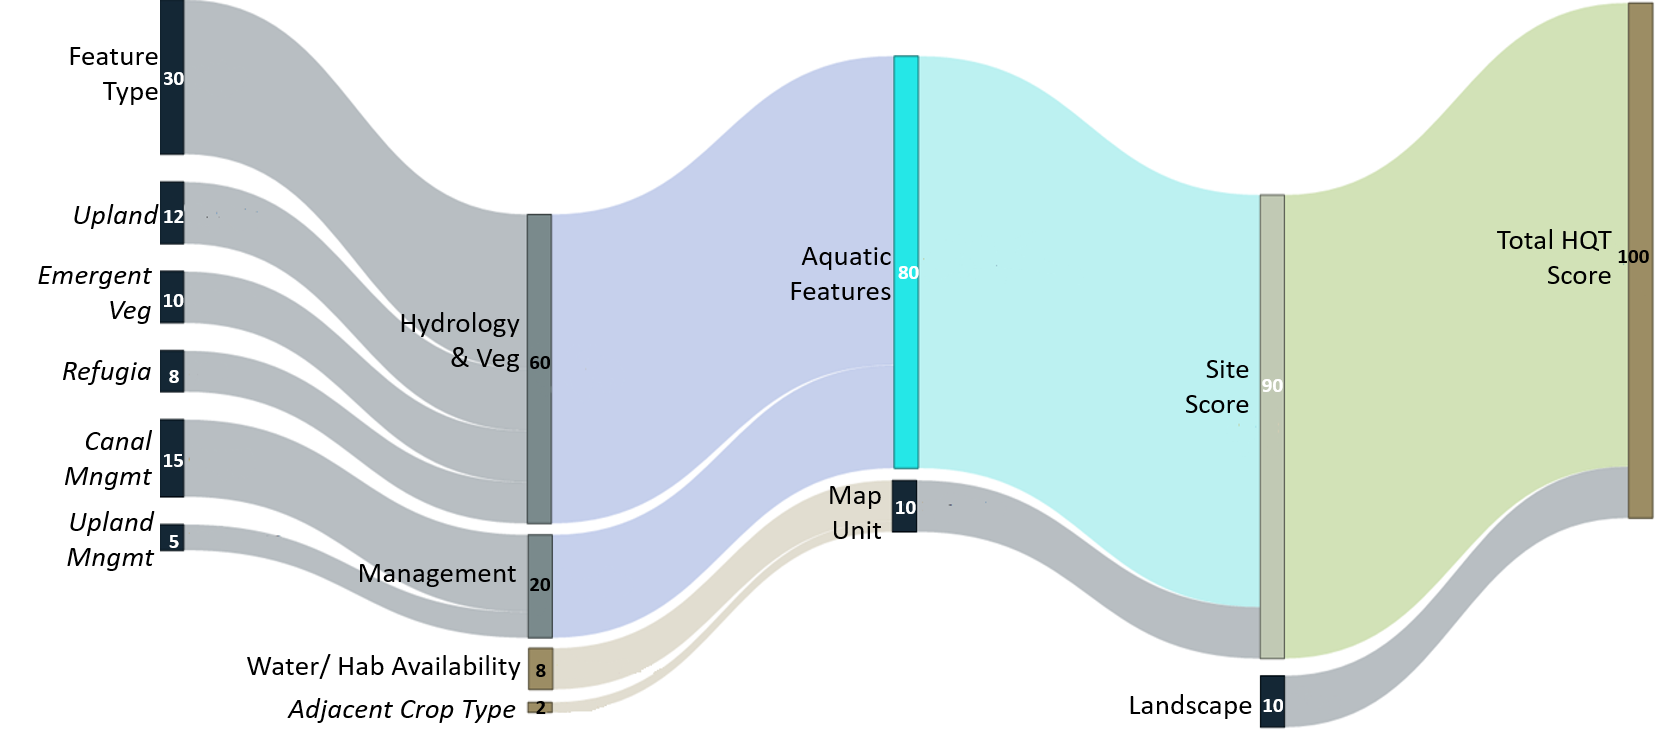 Feature
Type
30
Upland
12
Emergent
Veg
10
Refugia
8
Canal
Mngmt
15
Upland
Mngmt
5
Hydrology
& Veg
60
Management
20
Water/ Hab Availability
8
Adjacent Crop Type
2
Aquatic
Features
80
Map
Unit
10
Site
Score
90
Landscape
10
Total HQT
Score
100